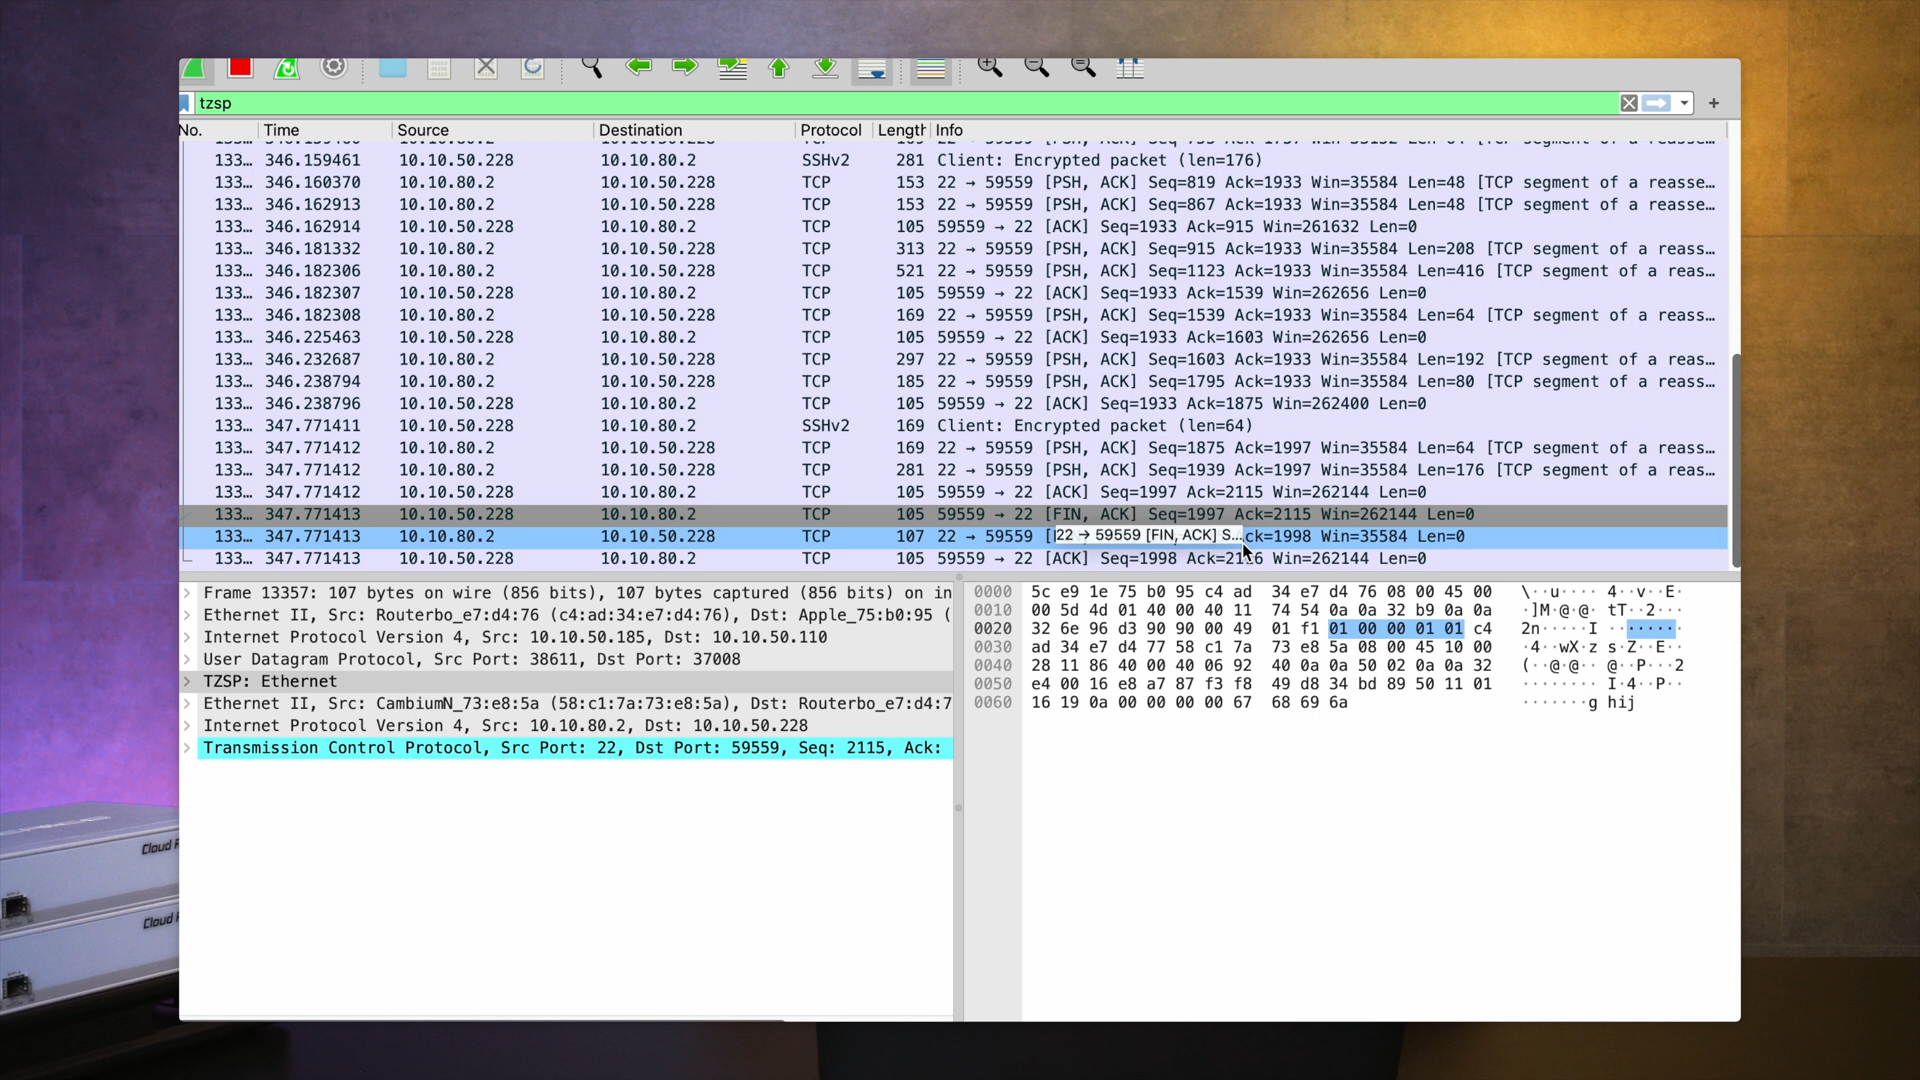 tzsp
No. Time Source Destination Protocol Length Info
133… 346.159461 10.10.50.228 10.10.80.2 SSHv2 281 Client: Encrypted packet (len=176)
133… 346.160370 10.10.80.2 10.10.50.228 TCP 153 22 → 59559 [PSH, ACK] Seq=819 Ack=1933 Win=35584 Len=48 [TCP segment of a reasse…
133… 346.162913 10.10.80.2 10.10.50.228 TCP 153 22 → 59559 [PSH, ACK] Seq=867 Ack=1933 Win=35584 Len=48 [TCP segment of a reasse…
133… 346.162914 10.10.50.228 10.10.80.2 TCP 105 59559 → 22 [ACK] Seq=1933 Ack=915 Win=261632 Len=0
133… 346.181332 10.10.80.2 10.10.50.228 TCP 313 22 → 59559 [PSH, ACK] Seq=915 Ack=1933 Win=35584 Len=208 [TCP segment of a reass…
133… 346.182306 10.10.80.2 10.10.50.228 TCP 521 22 → 59559 [PSH, ACK] Seq=1123 Ack=1933 Win=35584 Len=416 [TCP segment of a reas…
133… 346.182307 10.10.50.228 10.10.80.2 TCP 105 59559 → 22 [ACK] Seq=1933 Ack=1539 Win=262656 Len=0
133… 346.182308 10.10.80.2 10.10.50.228 TCP 169 22 → 59559 [PSH, ACK] Seq=1539 Ack=1933 Win=35584 Len=64 [TCP segment of a reass…
133… 346.225463 10.10.50.228 10.10.80.2 TCP 105 59559 → 22 [ACK] Seq=1933 Ack=1603 Win=262656 Len=0
133… 346.232687 10.10.80.2 10.10.50.228 TCP 297 22 → 59559 [PSH, ACK] Seq=1603 Ack=1933 Win=35584 Len=192 [TCP segment of a reas…
133… 346.238794 10.10.80.2 10.10.50.228 TCP 185 22 → 59559 [PSH, ACK] Seq=1795 Ack=1933 Win=35584 Len=80 [TCP segment of a reass…
133… 346.238796 10.10.50.228 10.10.80.2 TCP 105 59559 → 22 [ACK] Seq=1933 Ack=1875 Win=262400 Len=0
133… 347.771411 10.10.50.228 10.10.80.2 SSHv2 169 Client: Encrypted packet (len=64)
133… 347.771412 10.10.80.2 10.10.50.228 TCP 169 22 → 59559 [PSH, ACK] Seq=1875 Ack=1997 Win=35584 Len=64 [TCP segment of a reass…
133… 347.771412 10.10.80.2 10.10.50.228 TCP 281 22 → 59559 [PSH, ACK] Seq=1939 Ack=1997 Win=35584 Len=176 [TCP segment of a reas…
133… 347.771412 10.10.50.228 10.10.80.2 TCP 105 59559 → 22 [ACK] Seq=1997 Ack=2115 Win=262144 Len=0
133… 347.771413 10.10.50.228 10.10.80.2 TCP 105 59559 → 22 [FIN, ACK] Seq=1997 Ack=2115 Win=262144 Len=0
133… 347.771413 10.10.80.2 10.10.50.228 TCP 107 22 → 59559 [22 → 59559 [FIN, ACK] S…ck=1998 Win=35584 Len=0
133… 347.771413 10.10.50.228 10.10.80.2 TCP 105 59559 → 22 [ACK] Seq=1998 Win=262144 Len=0
Frame 13357: 107 bytes on wire (856 bits), 107 bytes captured (856 bits) on in
Ethernet II, Src: Routerbo_e7:d4:76 (c4:ad:34:e7:d4:76), Dst: Apple_75:b0:95 (
Internet Protocol Version 4, Src: 10.10.50.185, Dst: 10.10.50.110
User Datagram Protocol, Src Port: 38611, Dst Port: 37008
TZSP: Ethernet
Ethernet II, Src: CambiumN_73:e8:5a (58:c1:7a:73:e8:5a), Dst: Routerbo_e7:d4:7
Internet Protocol Version 4, Src: 10.10.80.2, Dst: 10.10.50.228
Transmission Control Protocol, Src Port: 22, Dst Port: 59559, Seq: 2115, Ack:
0000 5c e9 1e 75 b0 95 c4 ad 34 e7 d4 76 08 00 45 00 \··u···· 4··v··E·
0010 00 5d 4d 01 40 00 40 11 74 54 0a 0a 32 b9 0a 0a ·]M·@·@· tT··2···
0020 32 6e 96 d3 90 90 00 49 01 f1 01 00 00 01 01 c4 2n·····I ········
0030 ad 34 e7 d4 77 58 c1 7a 73 e8 5a 08 00 45 10 00 ·4··wX·z s·Z··E··
0040 28 11 86 40 00 40 06 92 40 0a 0a 50 02 0a 0a 32 (··@·@·· @··P···2
0050 e4 00 16 e8 a7 87 f3 f8 49 d8 34 bd 89 50 11 01 ········ I·4··P··
0060 16 19 0a 00 00 00 00 67 68 69 6a ·······g hij
Cloud
Cloud